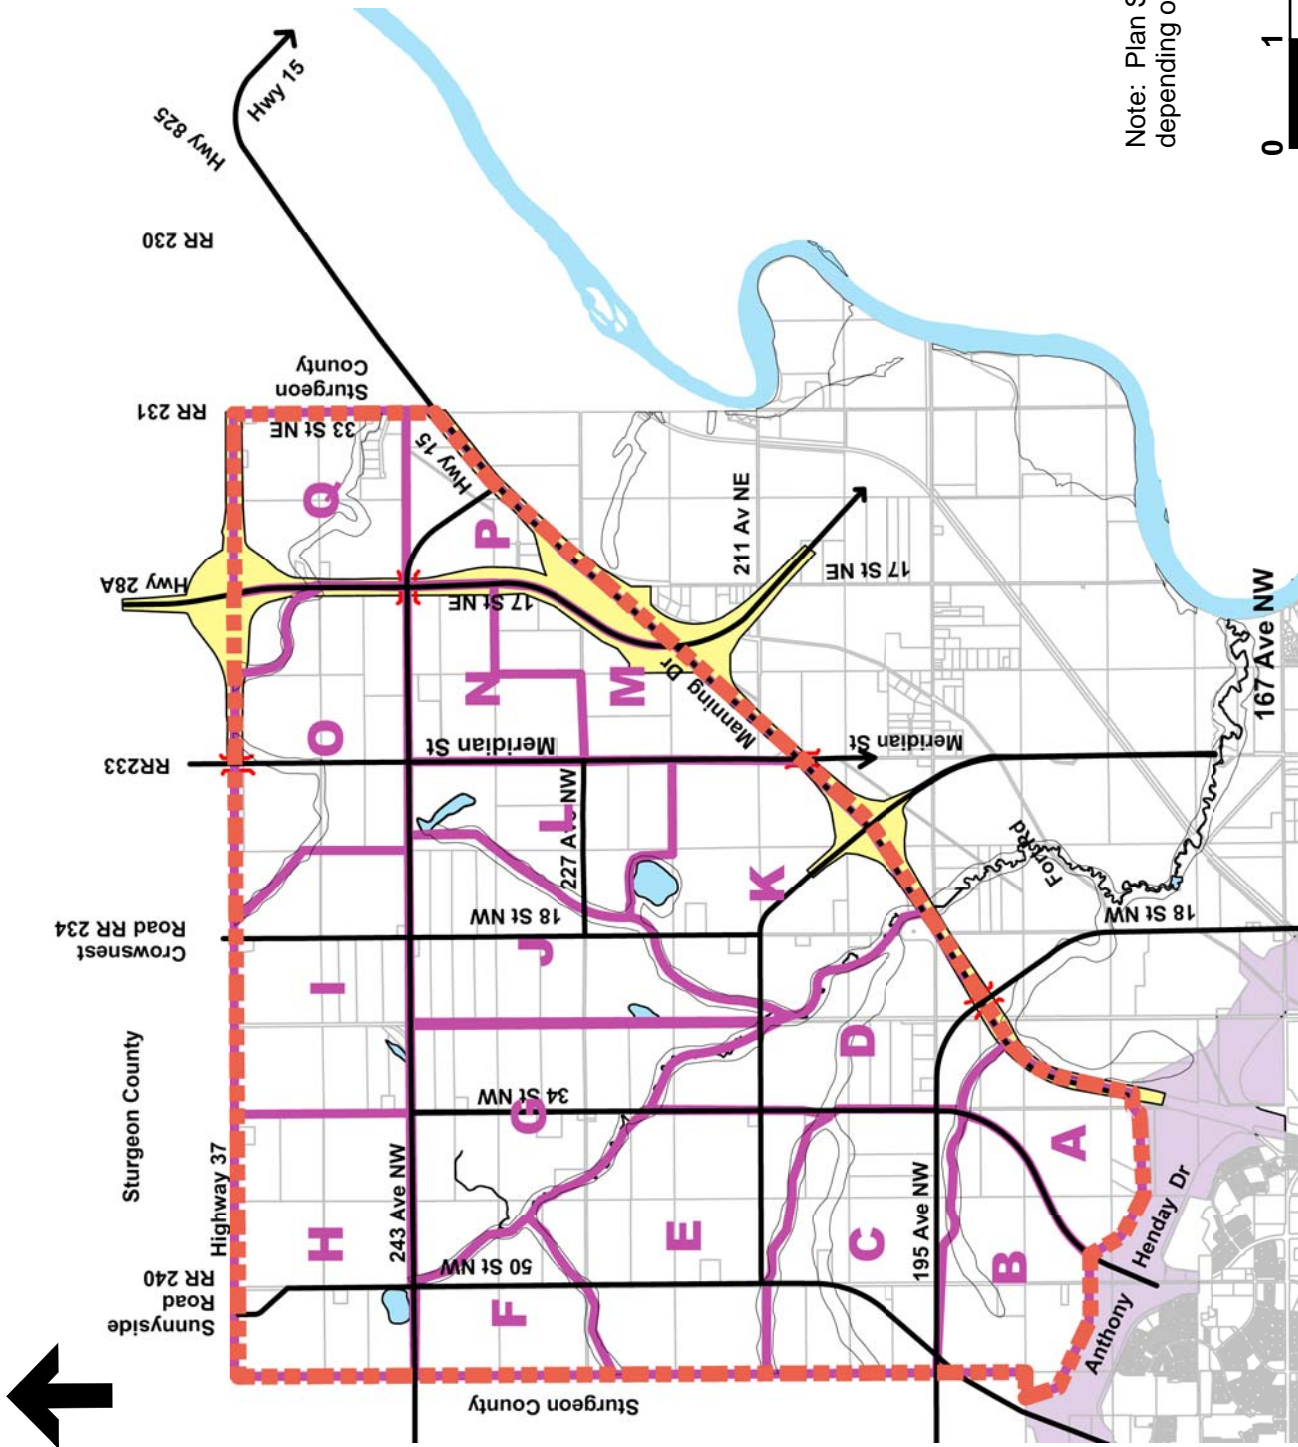 Note: Plan S
depending o
0
1
Hwy 15
Hwy 825
RR 230
Sturgeon
County
RR 231
33 St NE
Hwy 15
Q
P
Hwy 28A
17 St NE
211 Av NE
17 St NE
N
M
Manning Dr
O
RR233
Meridian St
Meridian
St
167 Ave NW
L
227 Ave NW
K
Fort Rd
18 St NW
18 St NW
Crowsnest
Road RR 234
J
I
D
Sturgeon County
34 St NW
G
A
Highway 37
243 Ave NW
195 Ave NW
H
E
C
B
50 St NW
F
Sunnyside
Road
RR 240
Anthony Henday Dr
Sturgeon County